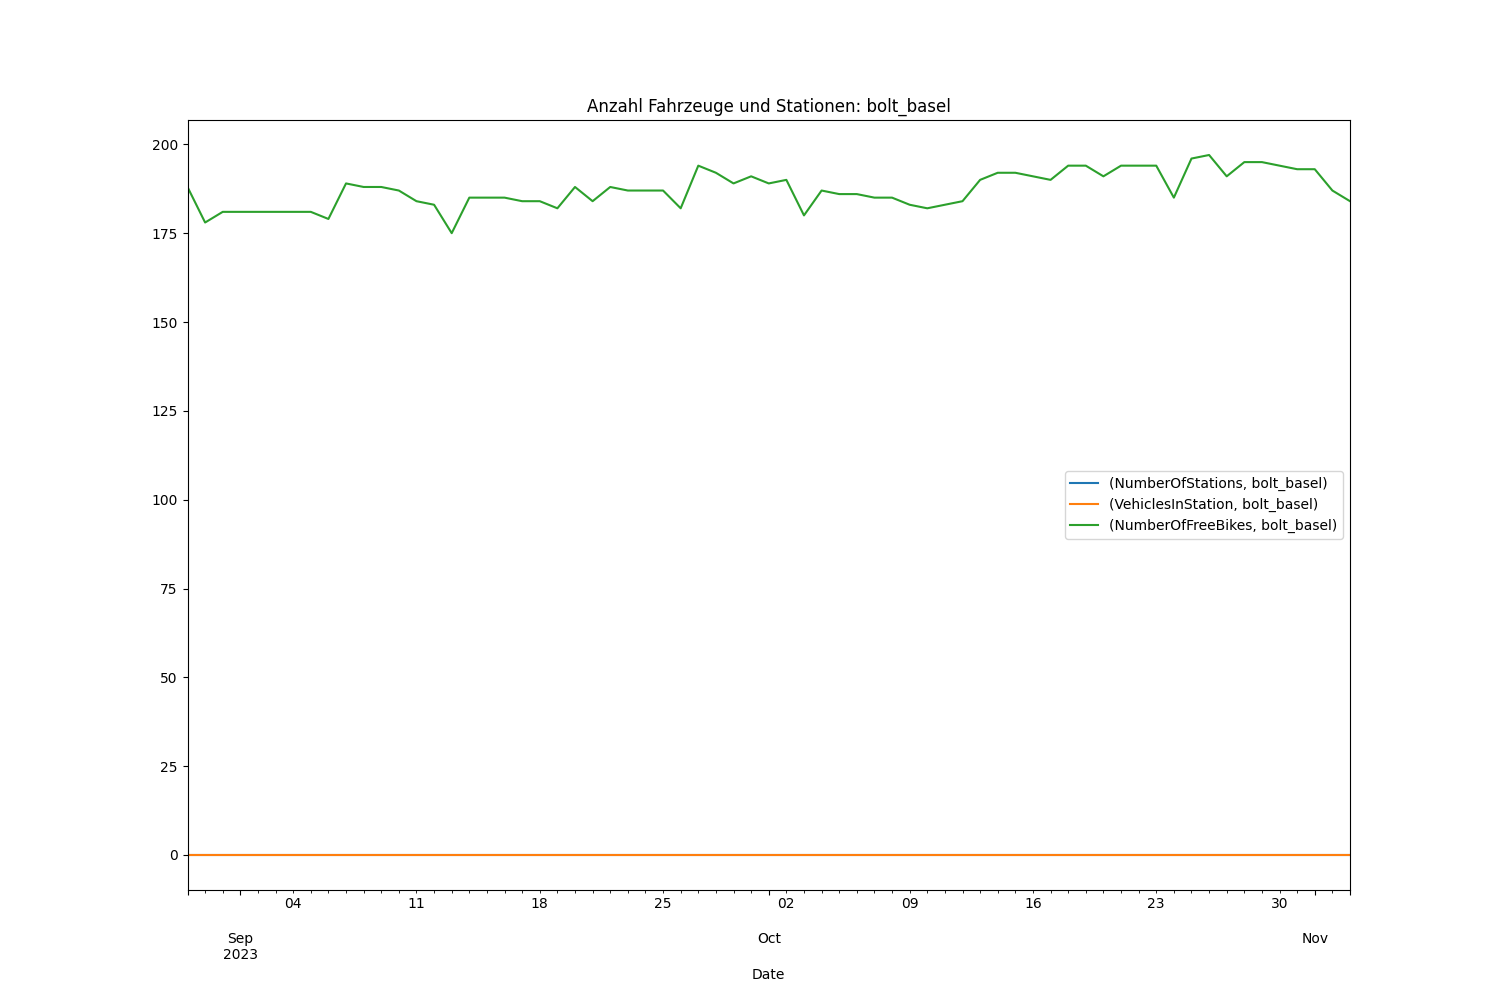 Anzahl Fahrzeuge und Stationen: bolt_basel
200
175
150
125
100
75
50
25
0
(NumberOfStations, bolt_basel)
(VehiclesInStation, bolt_basel)
(NumberOfFreeBikes, bolt_basel)
04 11 18 25 02 09 16 23 30
Sep Oct Nov
2023
Date